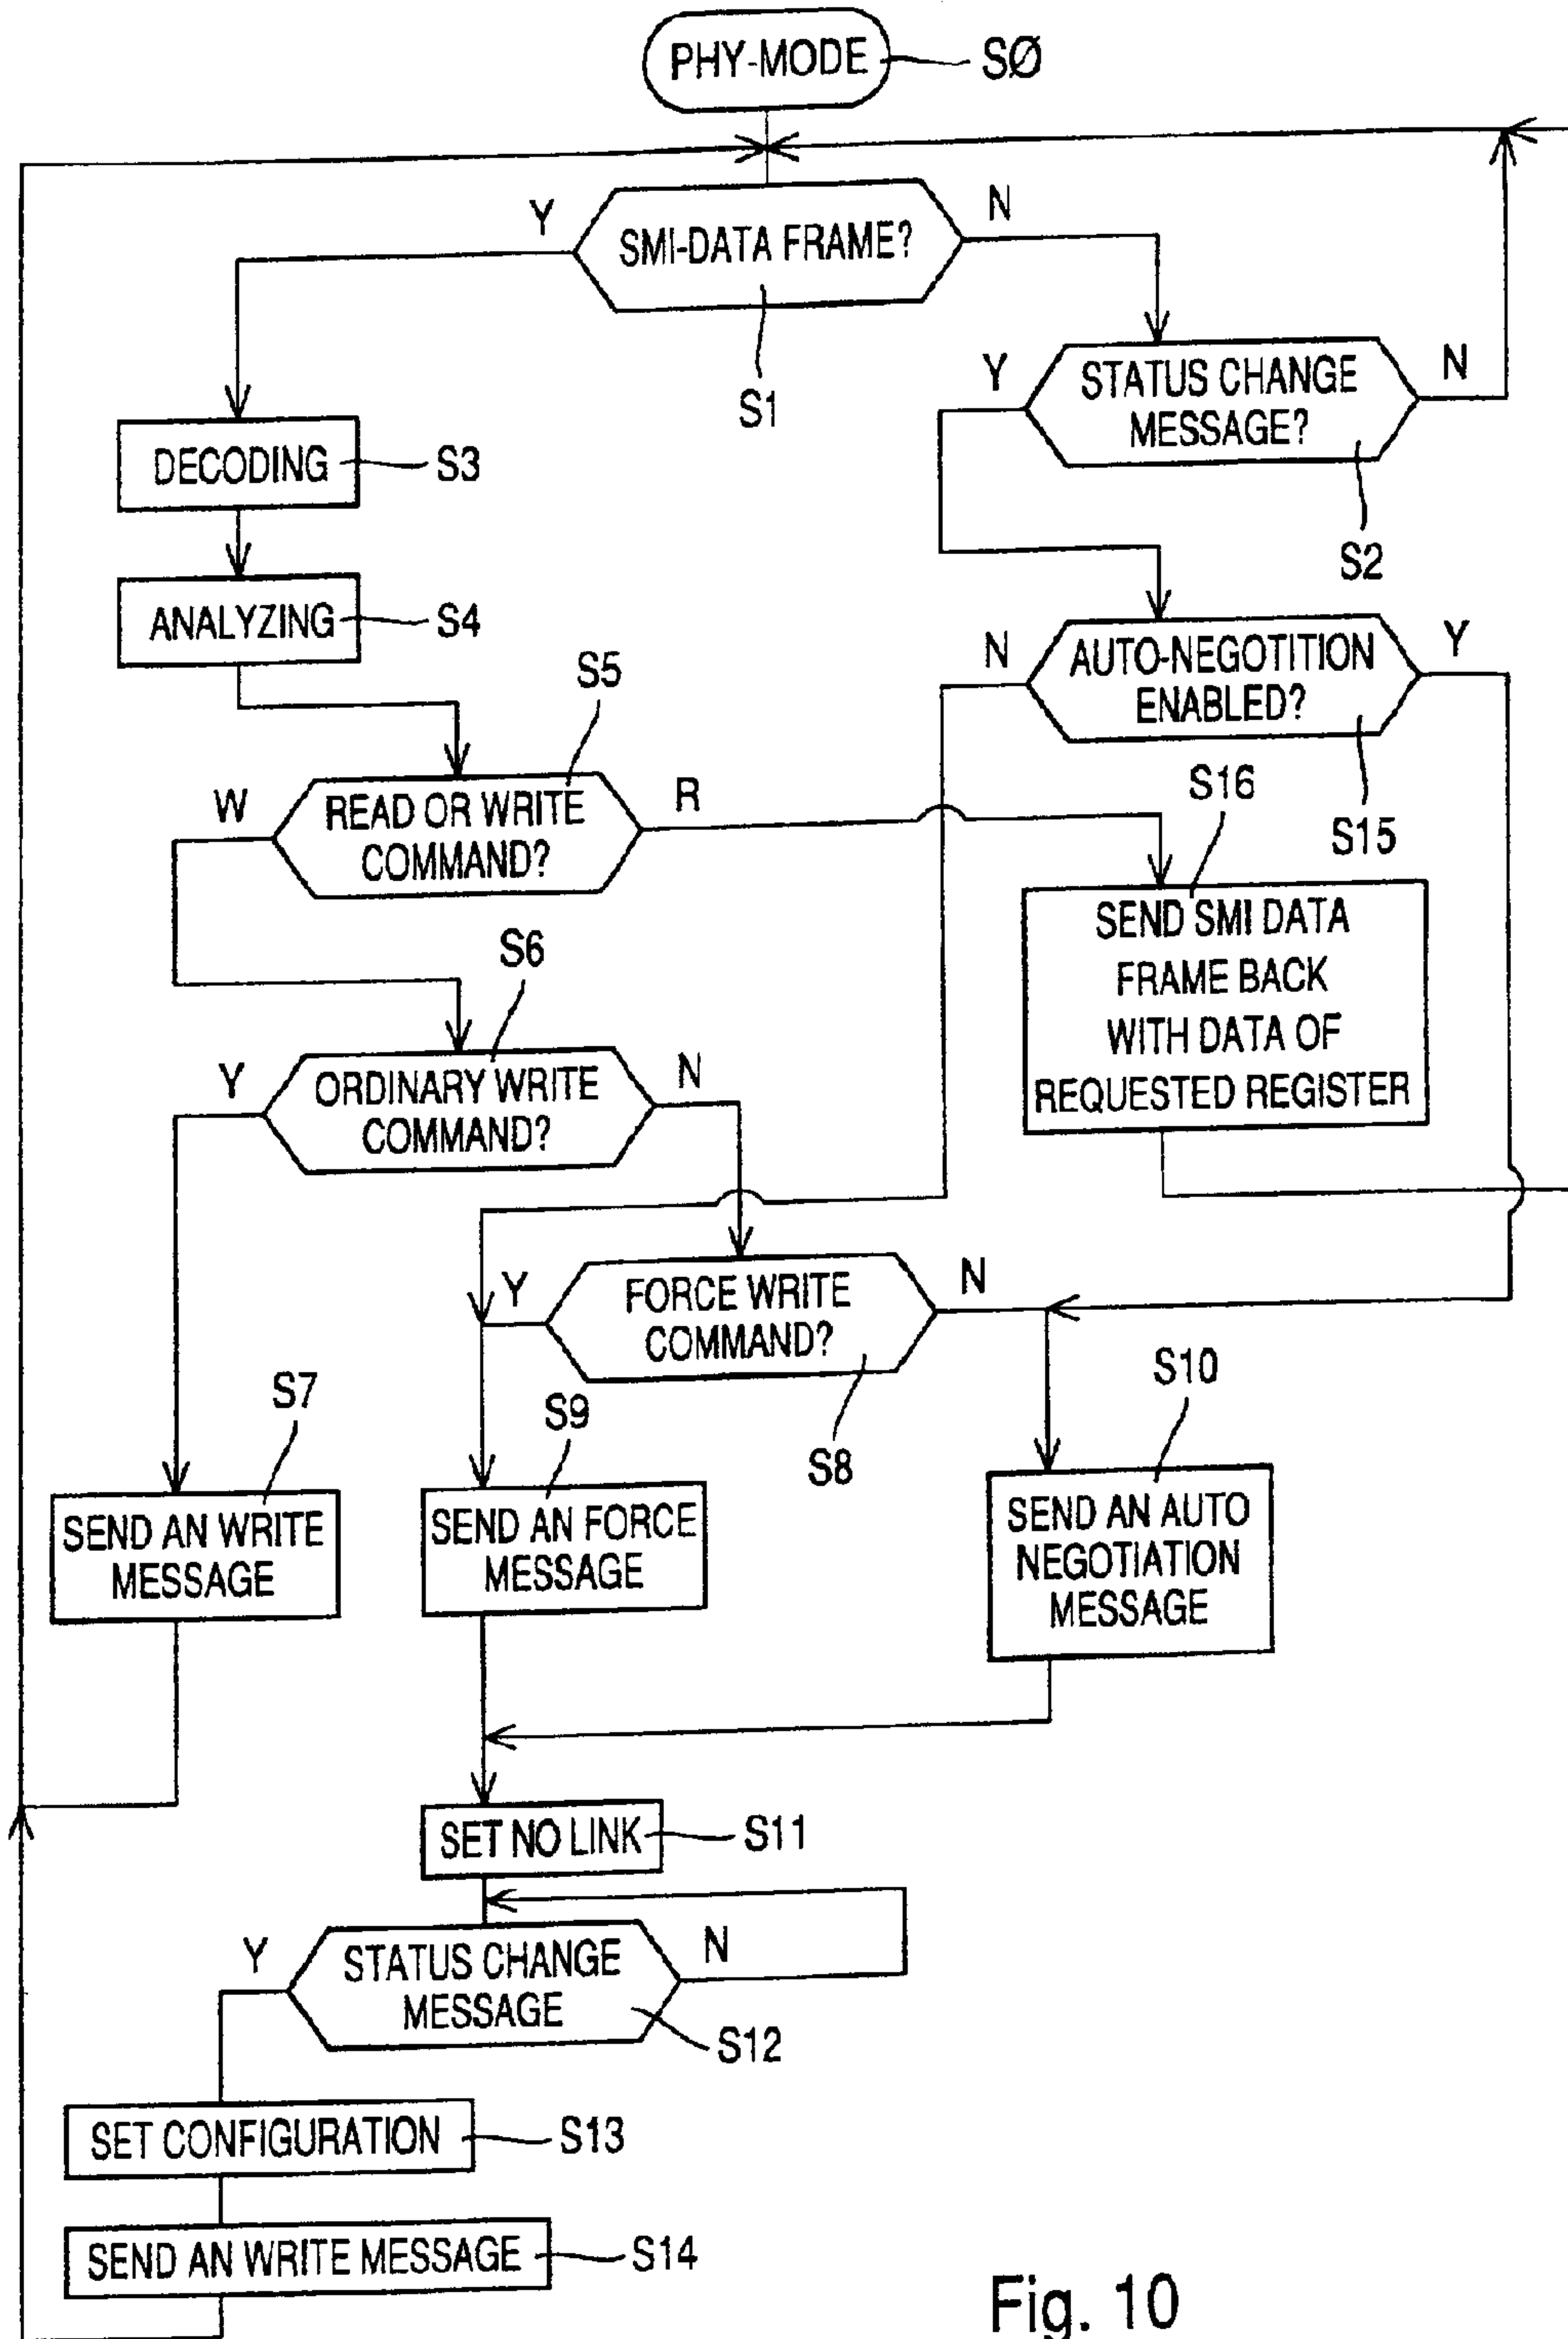 PHY-MODE
SØ
Y
SMI-DATA FRAME?
N
S1
Y
STATUS CHANGE
MESSAGE?
N
S2
DECODING
S3
ANALYZING
S4
N
AUTO-NEGOTITION
ENABLED?
Y
S15
S5
W
READ OR WRITE
COMMAND?
R
S16
SEND SMI DATA
FRAME BACK
WITH DATA OF
REQUESTED REGISTER
S6
Y
ORDINARY WRITE
COMMAND?
N
Y
FORCE WRITE
COMMAND?
N
S8
S7
SEND AN WRITE
MESSAGE
S9
SEND AN FORCE
MESSAGE
S10
SEND AN AUTO
NEGOTIATION
MESSAGE
SET NO LINK
S11
Y
STATUS CHANGE
MESSAGE
N
S12
SET CONFIGURATION
S13
SEND AN WRITE MESSAGE
S14
Fig. 10